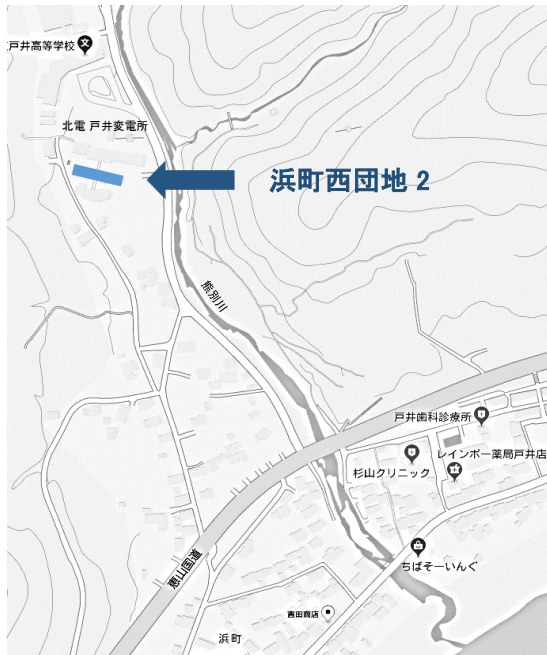 戸井高等学校
北電 戸井変電所
浜町西団地 2
熊別川
戸井歯科診療所
レインボー薬局戸井店
杉山クリニック
恵山国道
ちばそーいんぐ
吉田商店
浜町